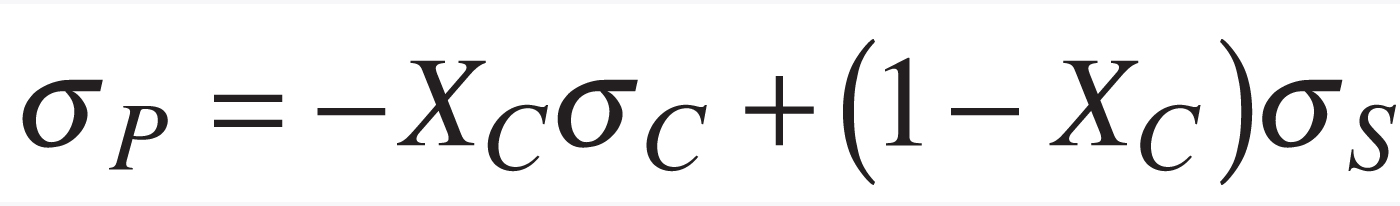 σ_P = −X_C σ_C + (1 − X_C)σ_S